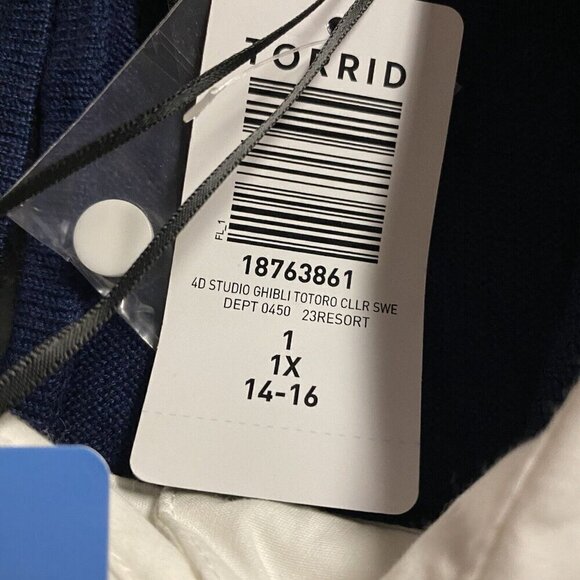 TORRID
FL_1
18763861
4D STUDIO GHIBLI TOTORO CLLR SWE
DEPT 0450 23RESORT
1
1X
14-16